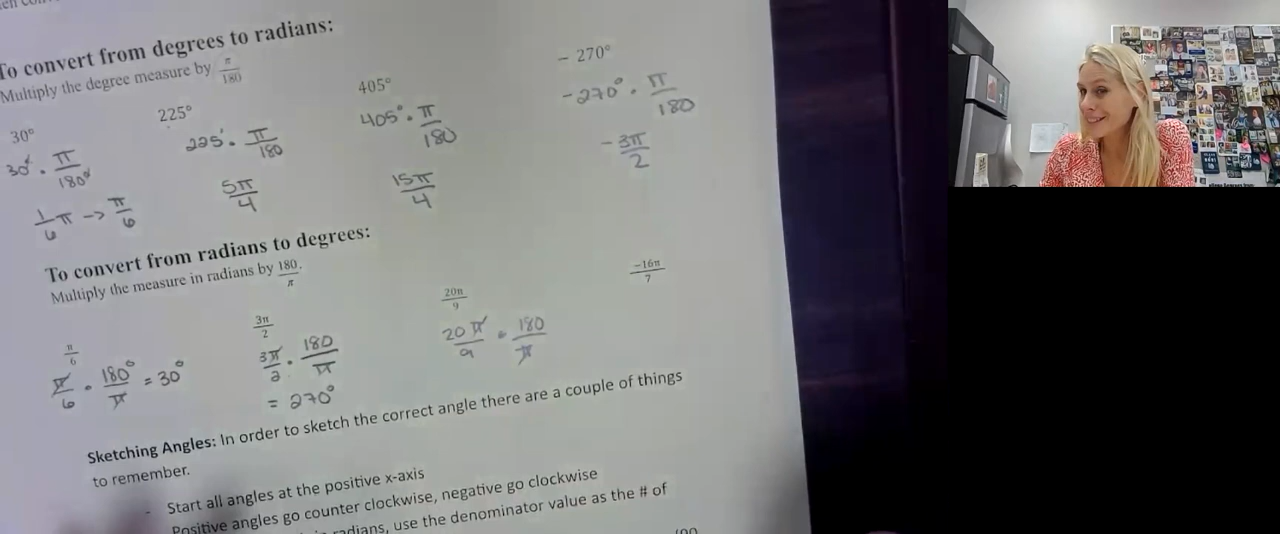 To convert from degrees to radians:
Multiply the degree measure by π/180
30°
225°
405°
- 270°
30° · π/180°
225° · π/180
405° · π/180
-270° · π/180
1/6 π -> π/6
5π/4
15π/4
- 3π/2
To convert from radians to degrees:
Multiply the measure in radians by 180/π.
π/6
3π/2
20π/9
-16π/7
π/6 · 180°/π = 30°
3π/2 · 180/π
= 270°
20π/9 · 180/π
Sketching Angles: In order to sketch the correct angle there are a couple of things
to remember.
- Start all angles at the positive x-axis
Positive angles go counter clockwise, negative go clockwise
radians, use the denominator value as the # of